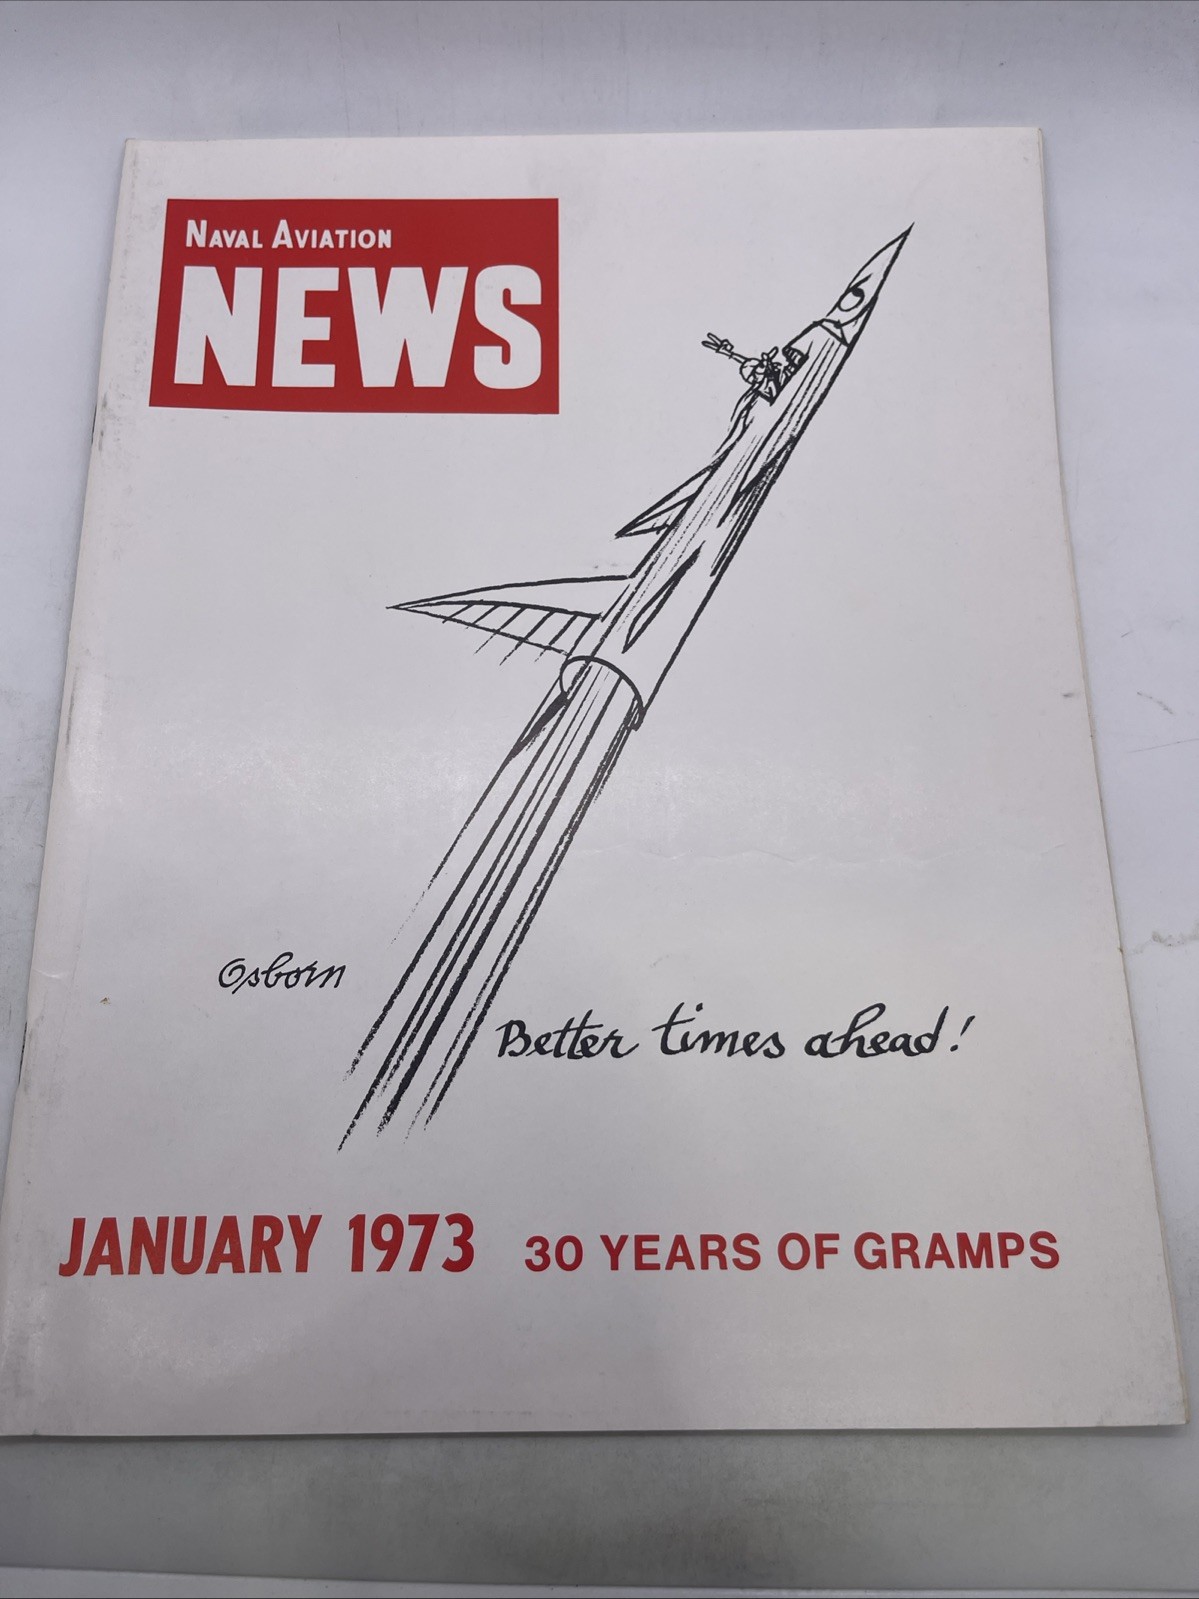 NAVAL AVIATION
NEWS
Osborn
Better times ahead!
JANUARY 1973 30 YEARS OF GRAMPS